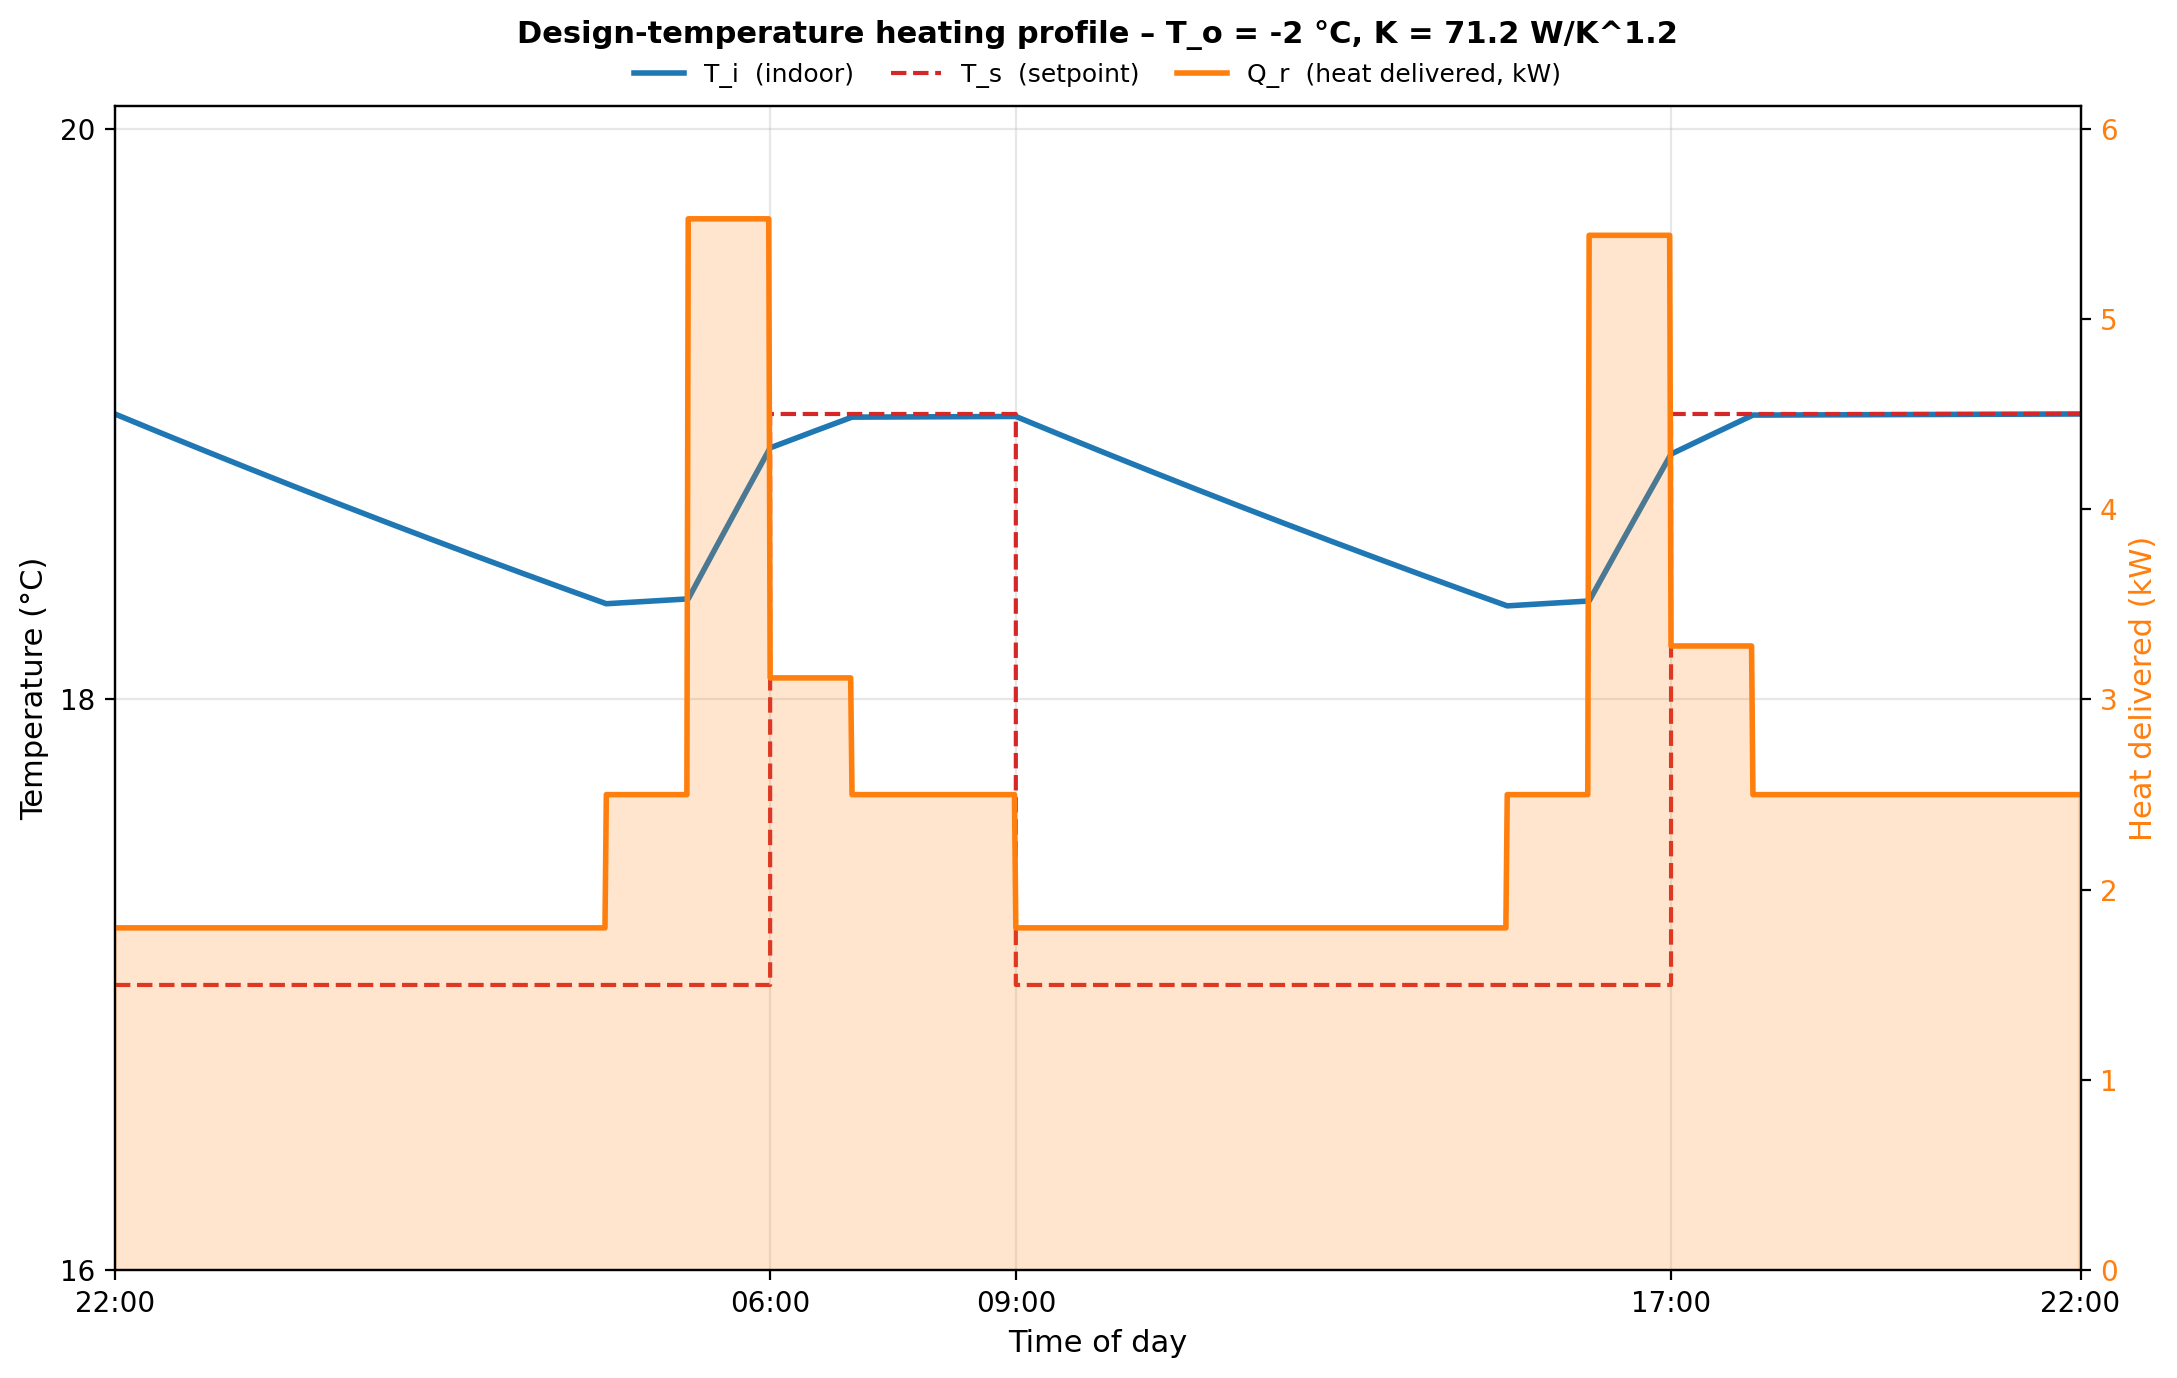 Design-temperature heating profile – T_o = -2 °C, K = 71.2 W/K^1.2
T_i (indoor) T_s (setpoint) Q_r (heat delivered, kW)
20
18
16
Temperature (°C)
6
5
4
3
2
1
0
Heat delivered (kW)
22:00 06:00 09:00 17:00 22:00
Time of day